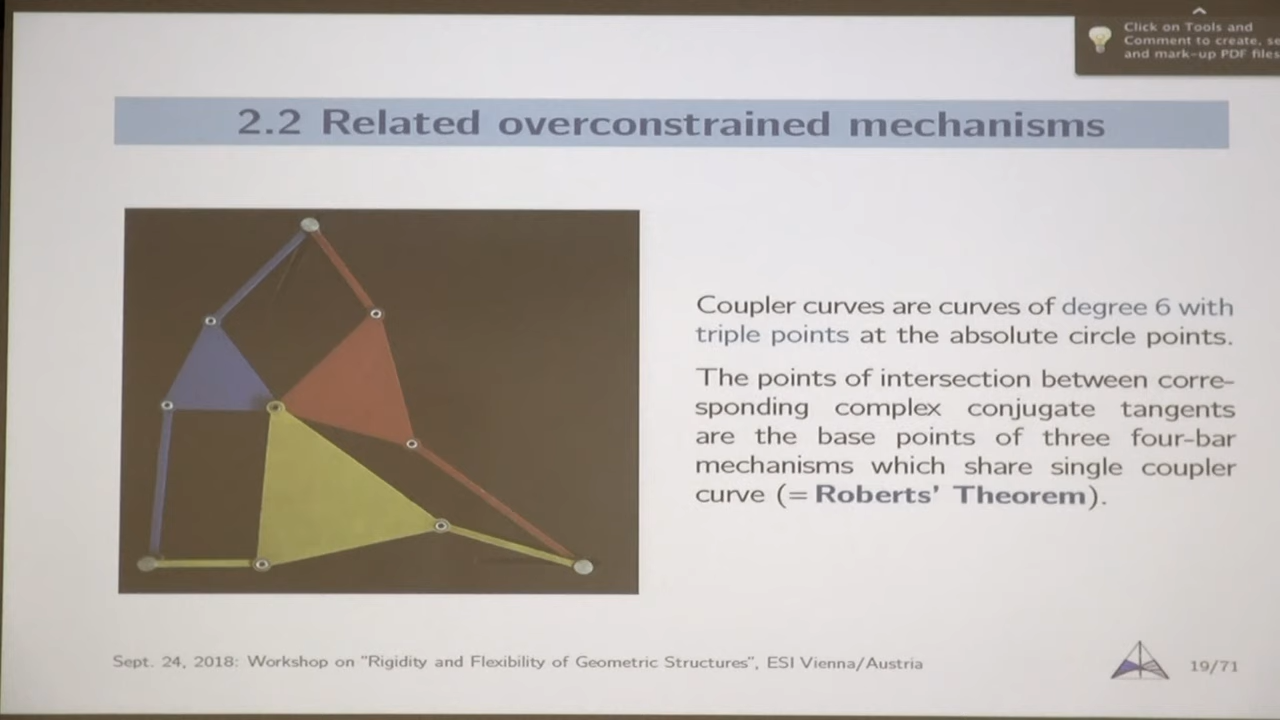 Click on Tools and
Comment to create, se
and mark-up PDF files
2.2 Related overconstrained mechanisms
Coupler curves are curves of degree 6 with
triple points at the absolute circle points.
The points of intersection between corre-
sponding complex conjugate tangents
are the base points of three four-bar
mechanisms which share single coupler
curve (= Roberts' Theorem).
Sept. 24, 2018: Workshop on "Rigidity and Flexibility of Geometric Structures", ESI Vienna/Austria
19/71